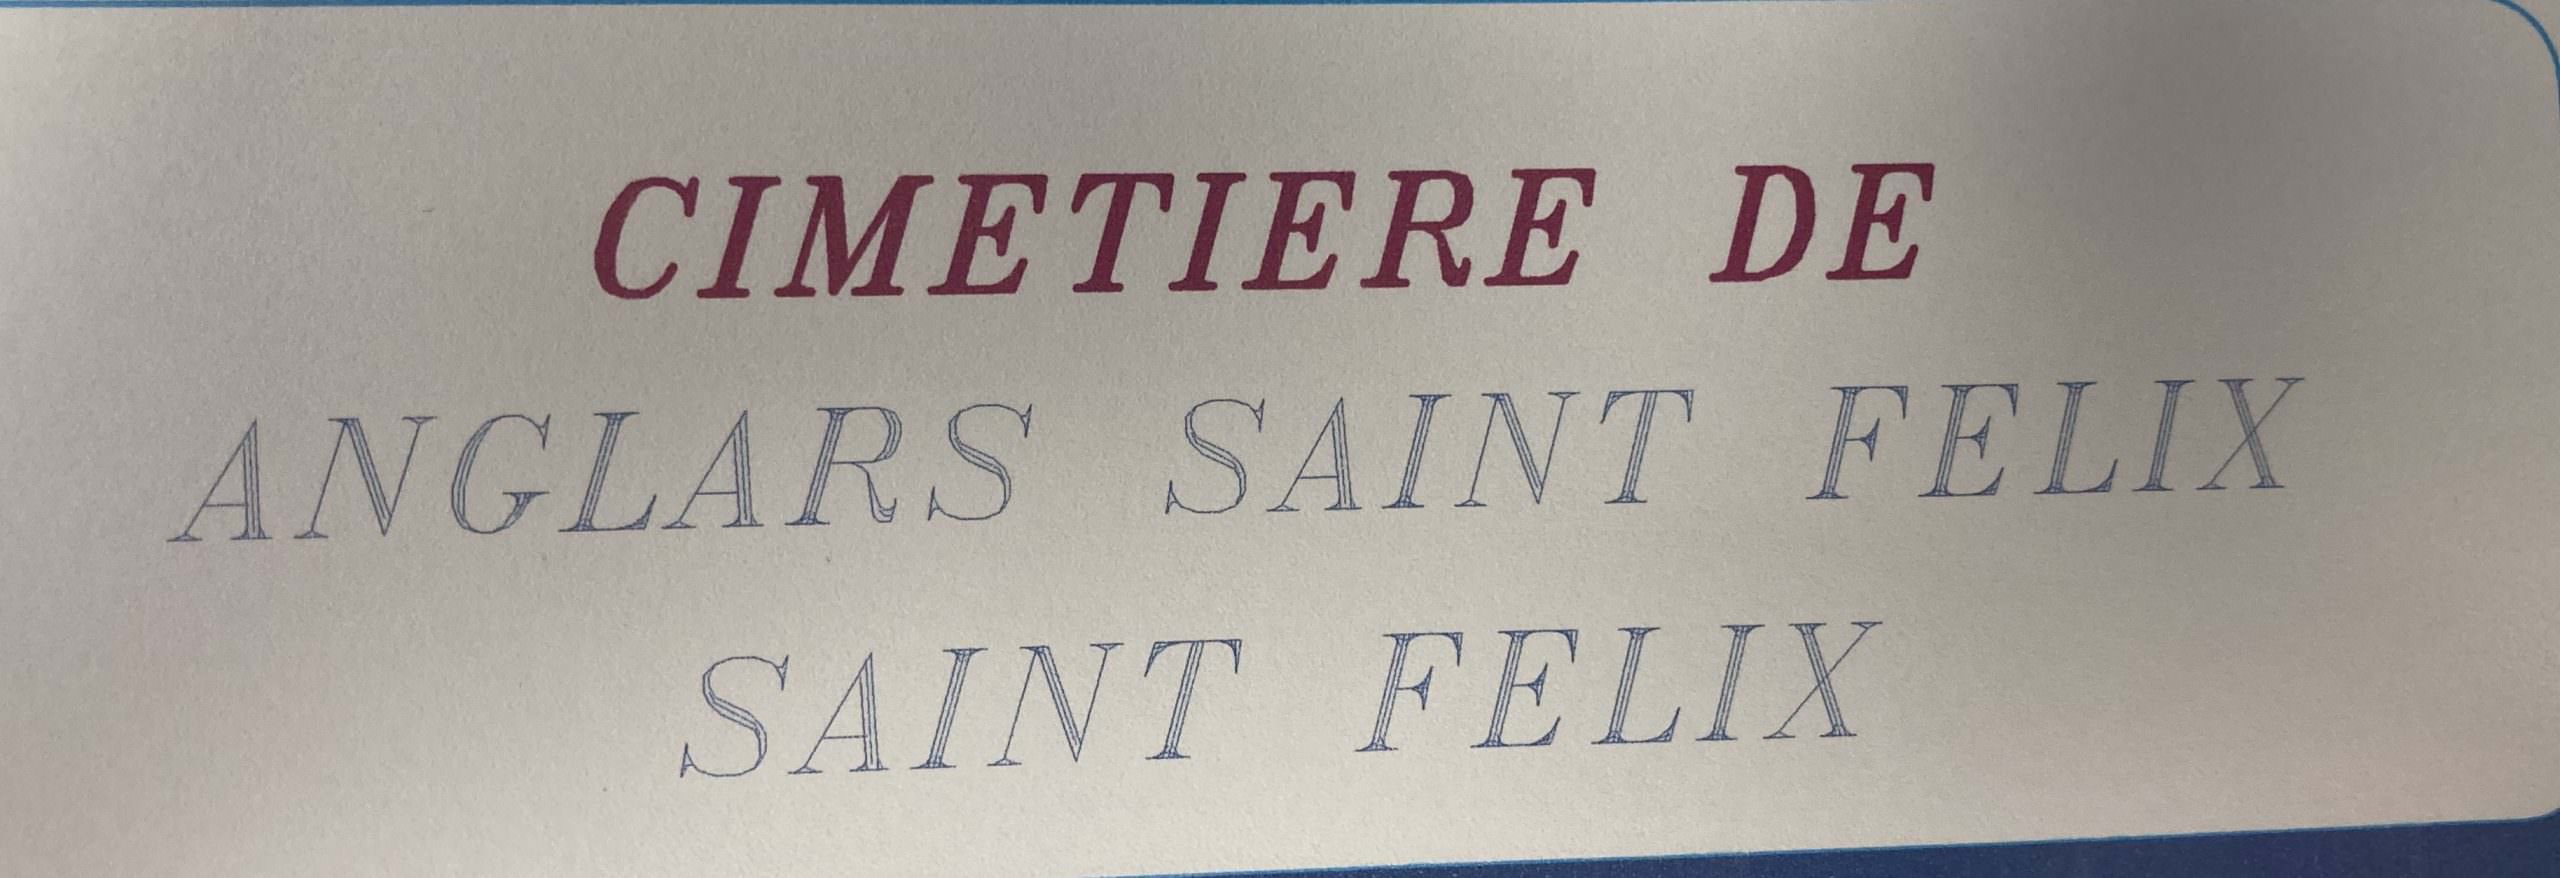 CIMETIERE DE
ANGLARS SAINT FELIX
SAINT FELIX